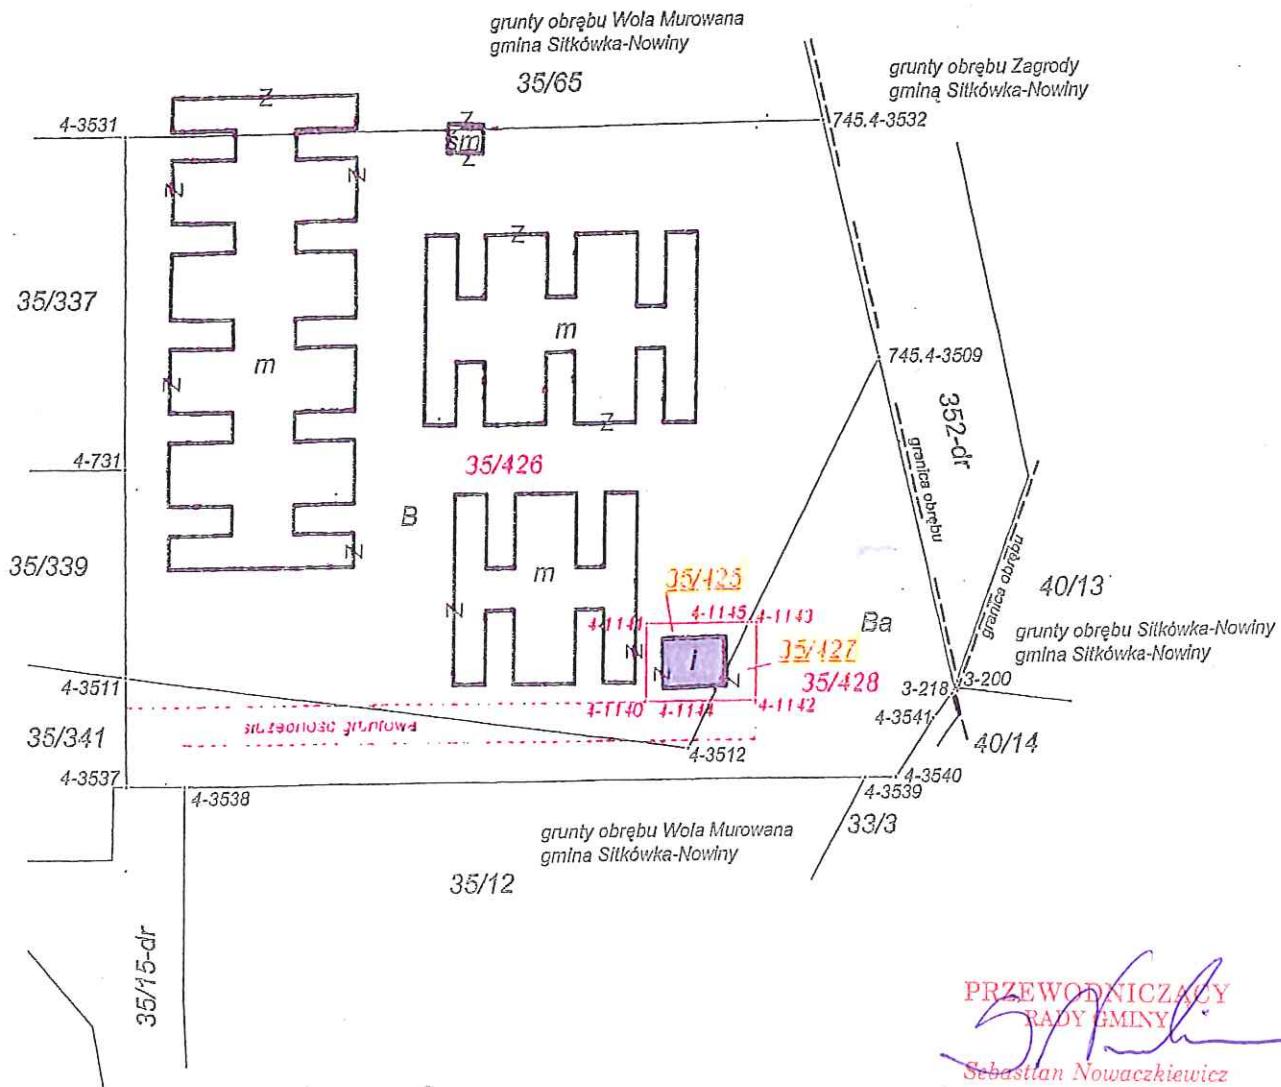 grunty obrębu Wola Murowana
gmina Sitkówka-Nowiny
35/65
grunty obrębu Zagrody
gminą Sitkówka-Nowiny
4-3531
Z
Z
śm
Z
745.4-3532
Z
Z
Z
35/337
m
m
745.4-3509
Z
Z
352-dr
granica obrębu
4-731
35/426
B
Z
35/339
m
35/425
granica obrębu
40/13
4-1141
4-1145
4-1143
Z
Ba
grunty obrębu Sitkówka-Nowiny
gmina Sitkówka-Nowiny
Z
i
35/427
Z
Z
35/428
4-3511
3-200
3-218
4-1140
4-1144
4-1142
4-3541
35/341
4-3512
40/14
4-3537
4-3538
4-3540
4-3539
grunty obrębu Wola Murowana
gmina Sitkówka-Nowiny
33/3
35/12
35/15-dr
PRZEWODNICZĄCY
RADY GMINY
Sebastian Nowaczkiewicz